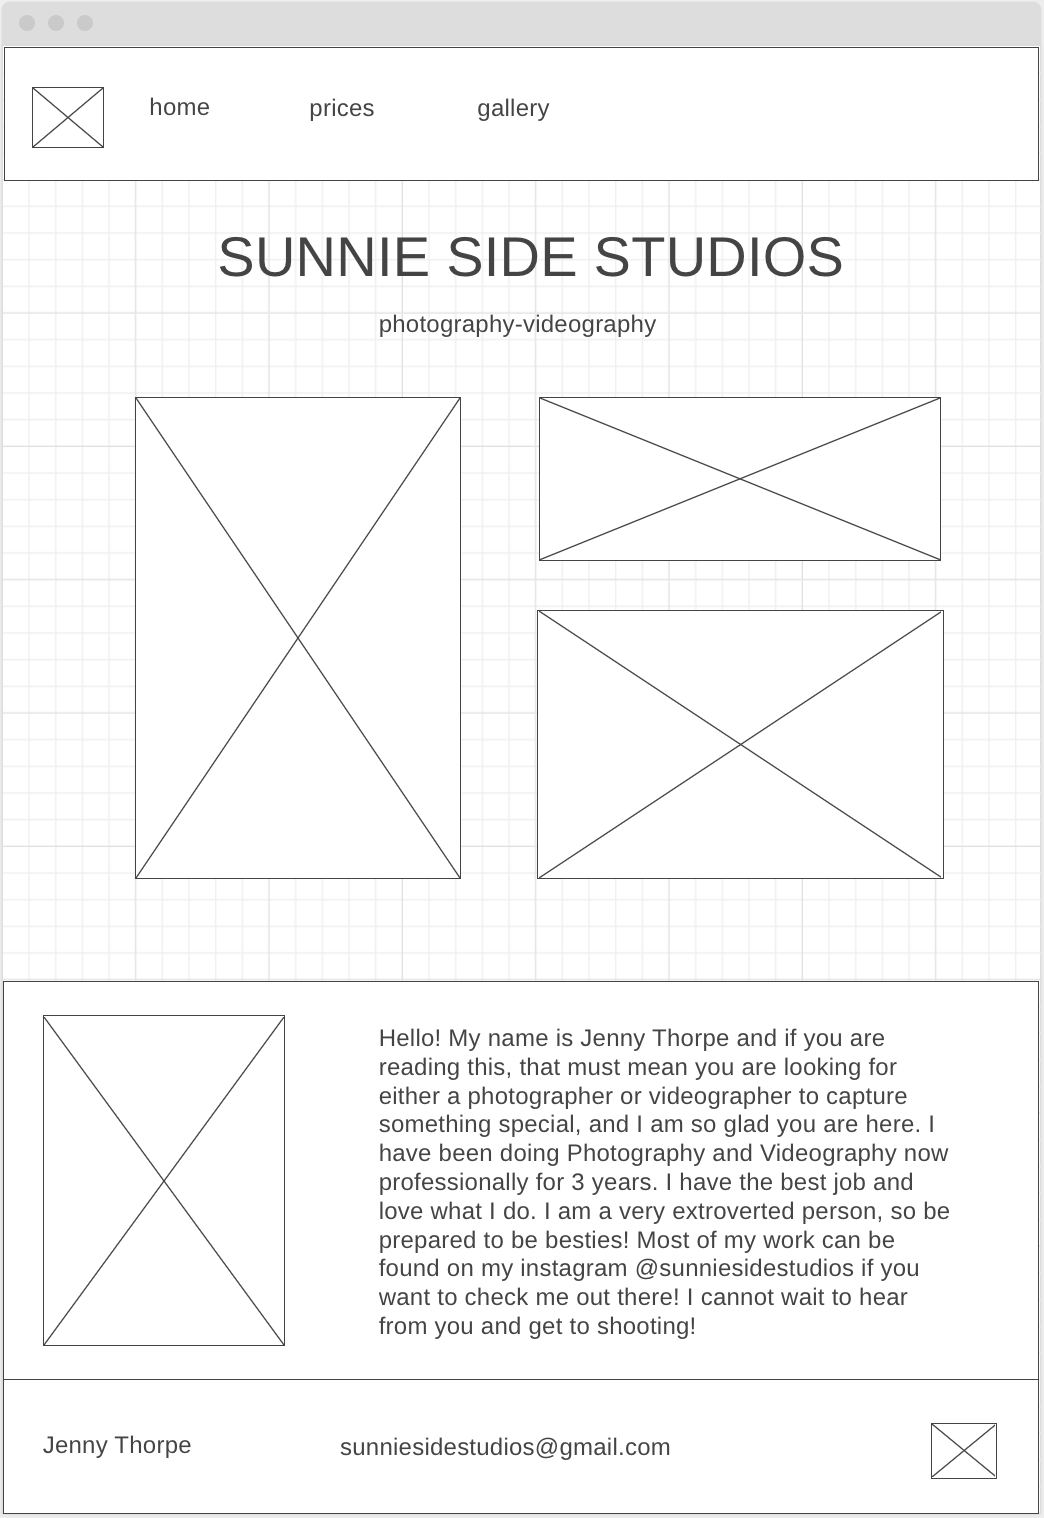 home prices gallery
SUNNIE SIDE STUDIOS
photography-videography
Hello! My name is Jenny Thorpe and if you are
reading this, that must mean you are looking for
either a photographer or videographer to capture
something special, and I am so glad you are here. I
have been doing Photography and Videography now
professionally for 3 years. I have the best job and
love what I do. I am a very extroverted person, so be
prepared to be besties! Most of my work can be
found on my instagram @sunniesidestudios if you
want to check me out there! I cannot wait to hear
from you and get to shooting!
Jenny Thorpe sunniesidestudios@gmail.com